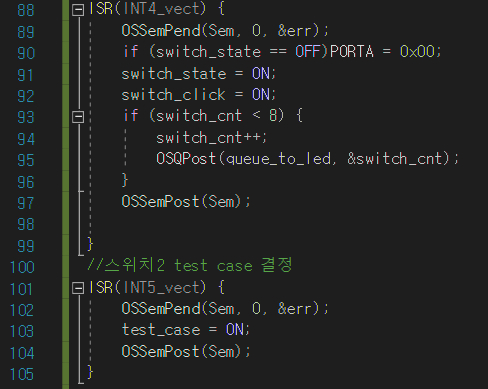 88 ISR(INT4_vect) {
89 OSSemPend(Sem, 0, &err);
90 if (switch_state == OFF)PORTA = 0x00;
91 switch_state = ON;
92 switch_click = ON;
93 if (switch_cnt < 8) {
94 switch_cnt++;
95 OSQPost(queue_to_led, &switch_cnt);
96 }
97 OSSemPost(Sem);
98
99 }
100 //스위치2 test case 결정
101 ISR(INT5_vect) {
102 OSSemPend(Sem, 0, &err);
103 test_case = ON;
104 OSSemPost(Sem);
105 }